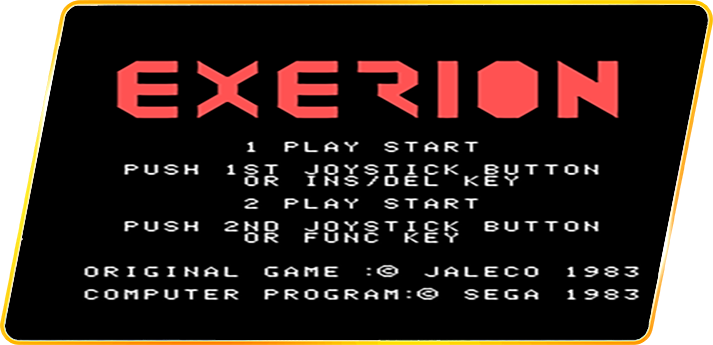 EXERION
1 PLAY START
PUSH 1ST JOYSTICK BUTTON
OR INS/DEL KEY
2 PLAY START
PUSH 2ND JOYSTICK BUTTON
OR FUNC KEY
ORIGINAL GAME :© JALECO 1983
COMPUTER PROGRAM:© SEGA 1983